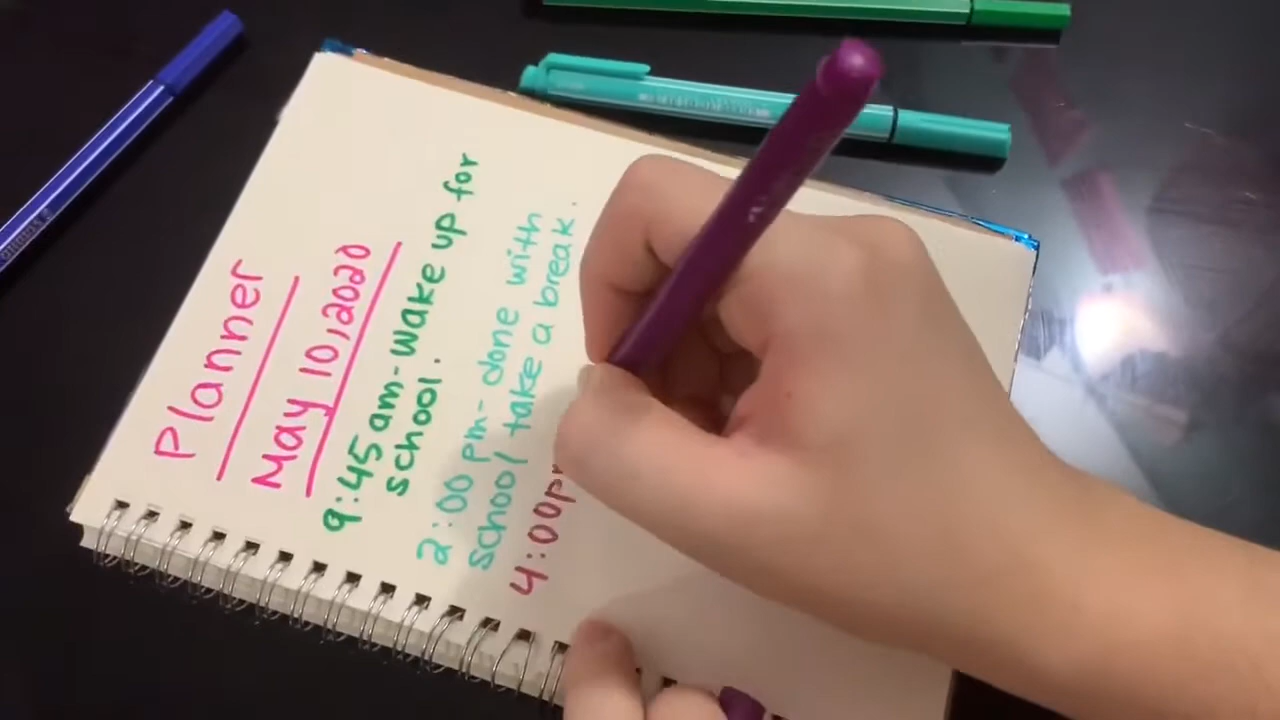 Planner
May 10, 2020
9:45am-wake up for
school.
2:00 pm- done with
school take a break.
4:00p